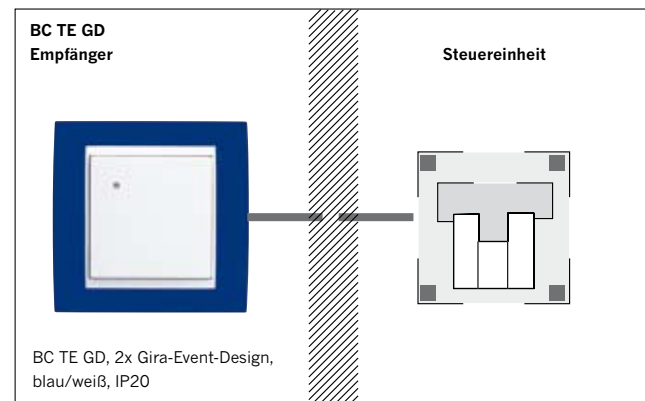 BC TE GD
Empfänger
Steuereinheit
BC TE GD, 2x Gira-Event-Design,
blau/weiß, IP20